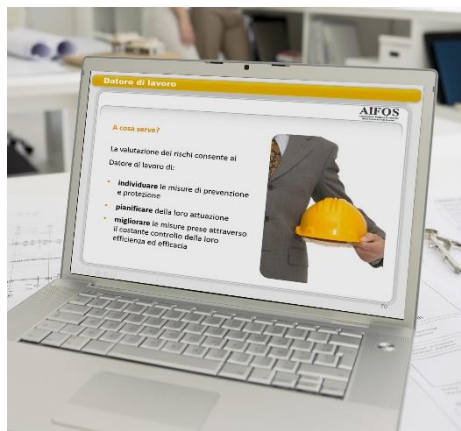 Datore di lavoro
AIFOS
A cosa serve?
La valutazione dei rischi consente al
Datore di lavoro di:
• individuare le misure di prevenzione
e protezione
• pianificare della loro attuazione
• migliorare le misure prese attraverso
il costante controllo della loro
efficienza ed efficacia
70